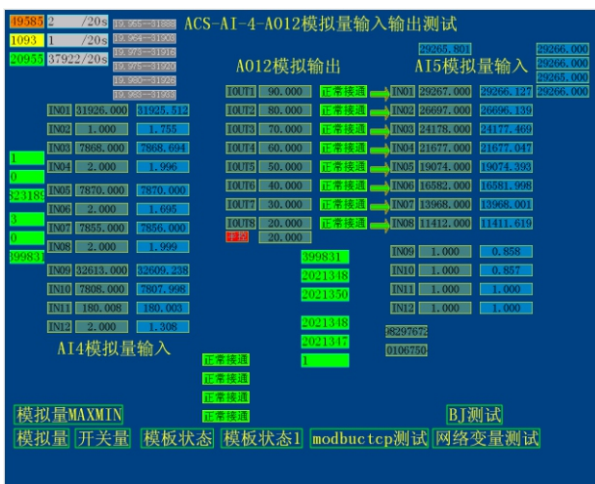 49585 2 /20s ACS-AI-4-AO12模拟量输入输出测试
1093 1 /20s
20955 37922/20s
29265.801 29266.000
AO12模拟输出 AI5模拟量输入 29266.000
29265.000
IOUT1 90.000 正常接通 IN01 29267.000 29266.127 29266.000
IN01 31926.000 31925.512 IOUT2 80.000 正常接通 IN02 26697.000 26696.139
IN02 1.000 1.755 IOUT3 70.000 正常接通 IN03 24178.000 24177.469
IN03 7868.000 7868.694 IOUT4 60.000 正常接通 IN04 21677.000 21677.047
1
IN04 2.000 1.996 IOUT5 50.000 正常接通 IN05 19074.000 19074.393
0
823189 IN05 7870.000 7870.000 IOUT6 40.000 正常接通 IN06 16582.000 16581.998
IN06 2.000 1.695 IOUT7 30.000 正常接通 IN07 13968.000 13968.001
3
IN07 7855.000 7856.000 IOUT8 20.000 正常接通 IN08 11412.000 11411.619
0 20.000
IN08 2.000 1.999
399831 399831 IN09 1.000 0.858
IN09 32613.000 32609.238 2021348 IN10 1.000 0.857
IN10 7808.000 7807.998 2021350 IN11 1.000 1.000
IN11 180.008 180.003 IN12 1.000 1.000
IN12 2.000 1.308 2021348
2021347
AI4模拟量输入
0106750
正常接通 1
正常接通
正常接通
模拟量MAXMIN 正常接通 BJ测试
模拟量 开关量 模板状态 模板状态1 modbuctcp测试 网络变量测试